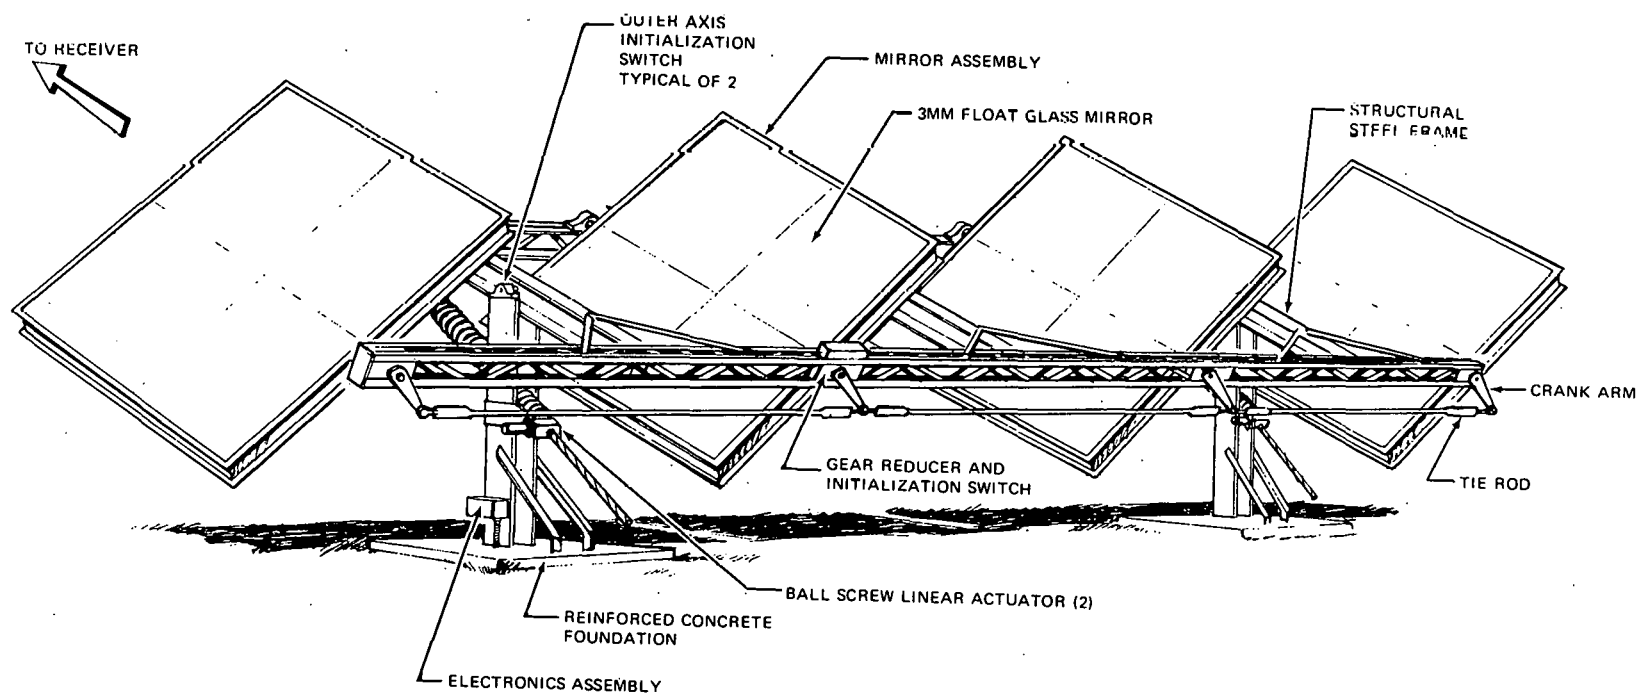 TO RECEIVER
OUTER AXIS
INITIALIZATION
SWITCH
TYPICAL OF 2
MIRROR ASSEMBLY
3MM FLOAT GLASS MIRROR
STRUCTURAL
STEEL FRAME
CRANK ARM
TIE ROD
GEAR REDUCER AND
INITIALIZATION SWITCH
BALL SCREW LINEAR ACTUATOR (2)
REINFORCED CONCRETE
FOUNDATION
ELECTRONICS ASSEMBLY